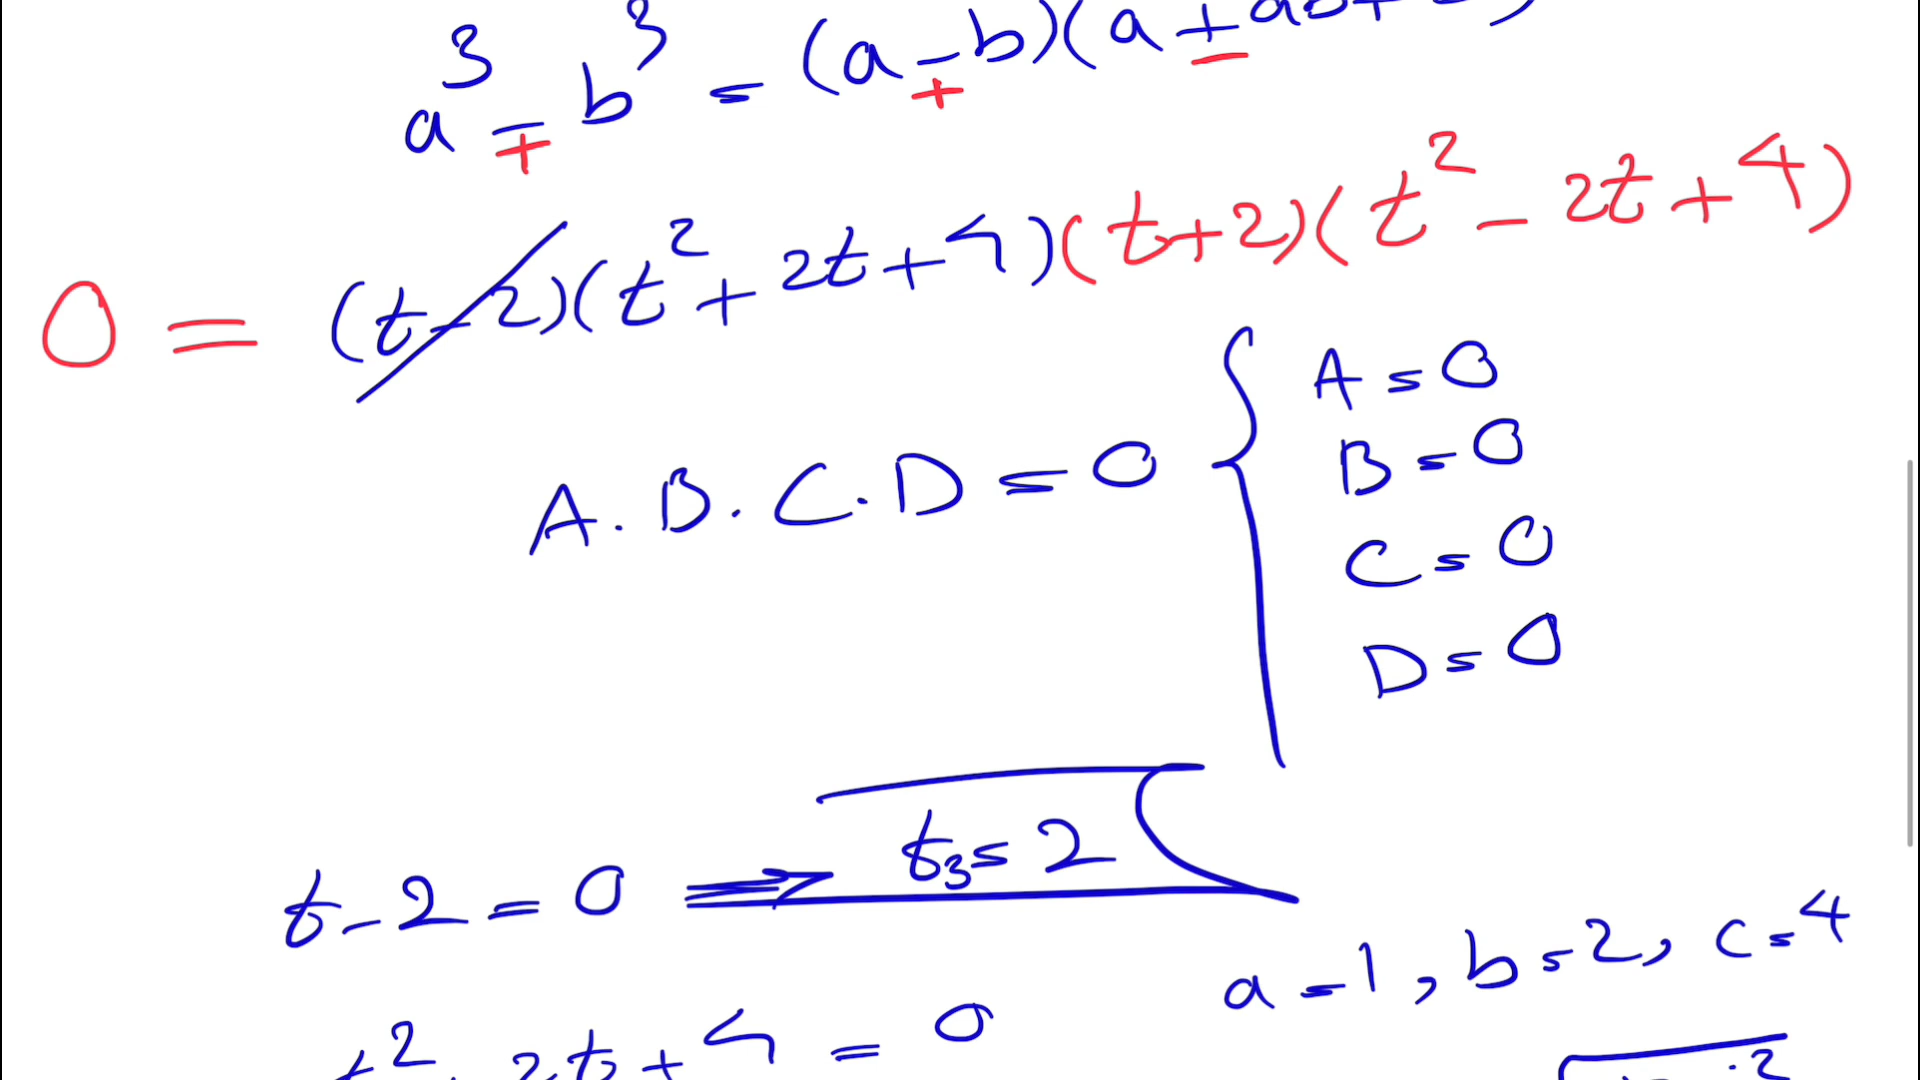 a³ - b³ = (a - b)(a + ab +
+ + -
0 = (t - 2)(t² + 2t + 4)(t + 2)(t² - 2t + 4)
A . B . C . D = 0 { A = 0
B = 0
C = 0
D = 0
t - 2 = 0 ⟹ t₃ = 2
a = 1 , b = 2 , c = 4
t² 2t + 4 = 0